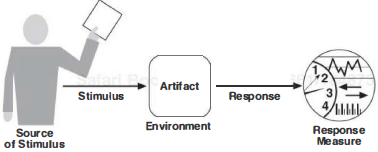 Source
of Stimulus
Stimulus
Artifact
Environment
Response
1
2
3
4
Response
Measure